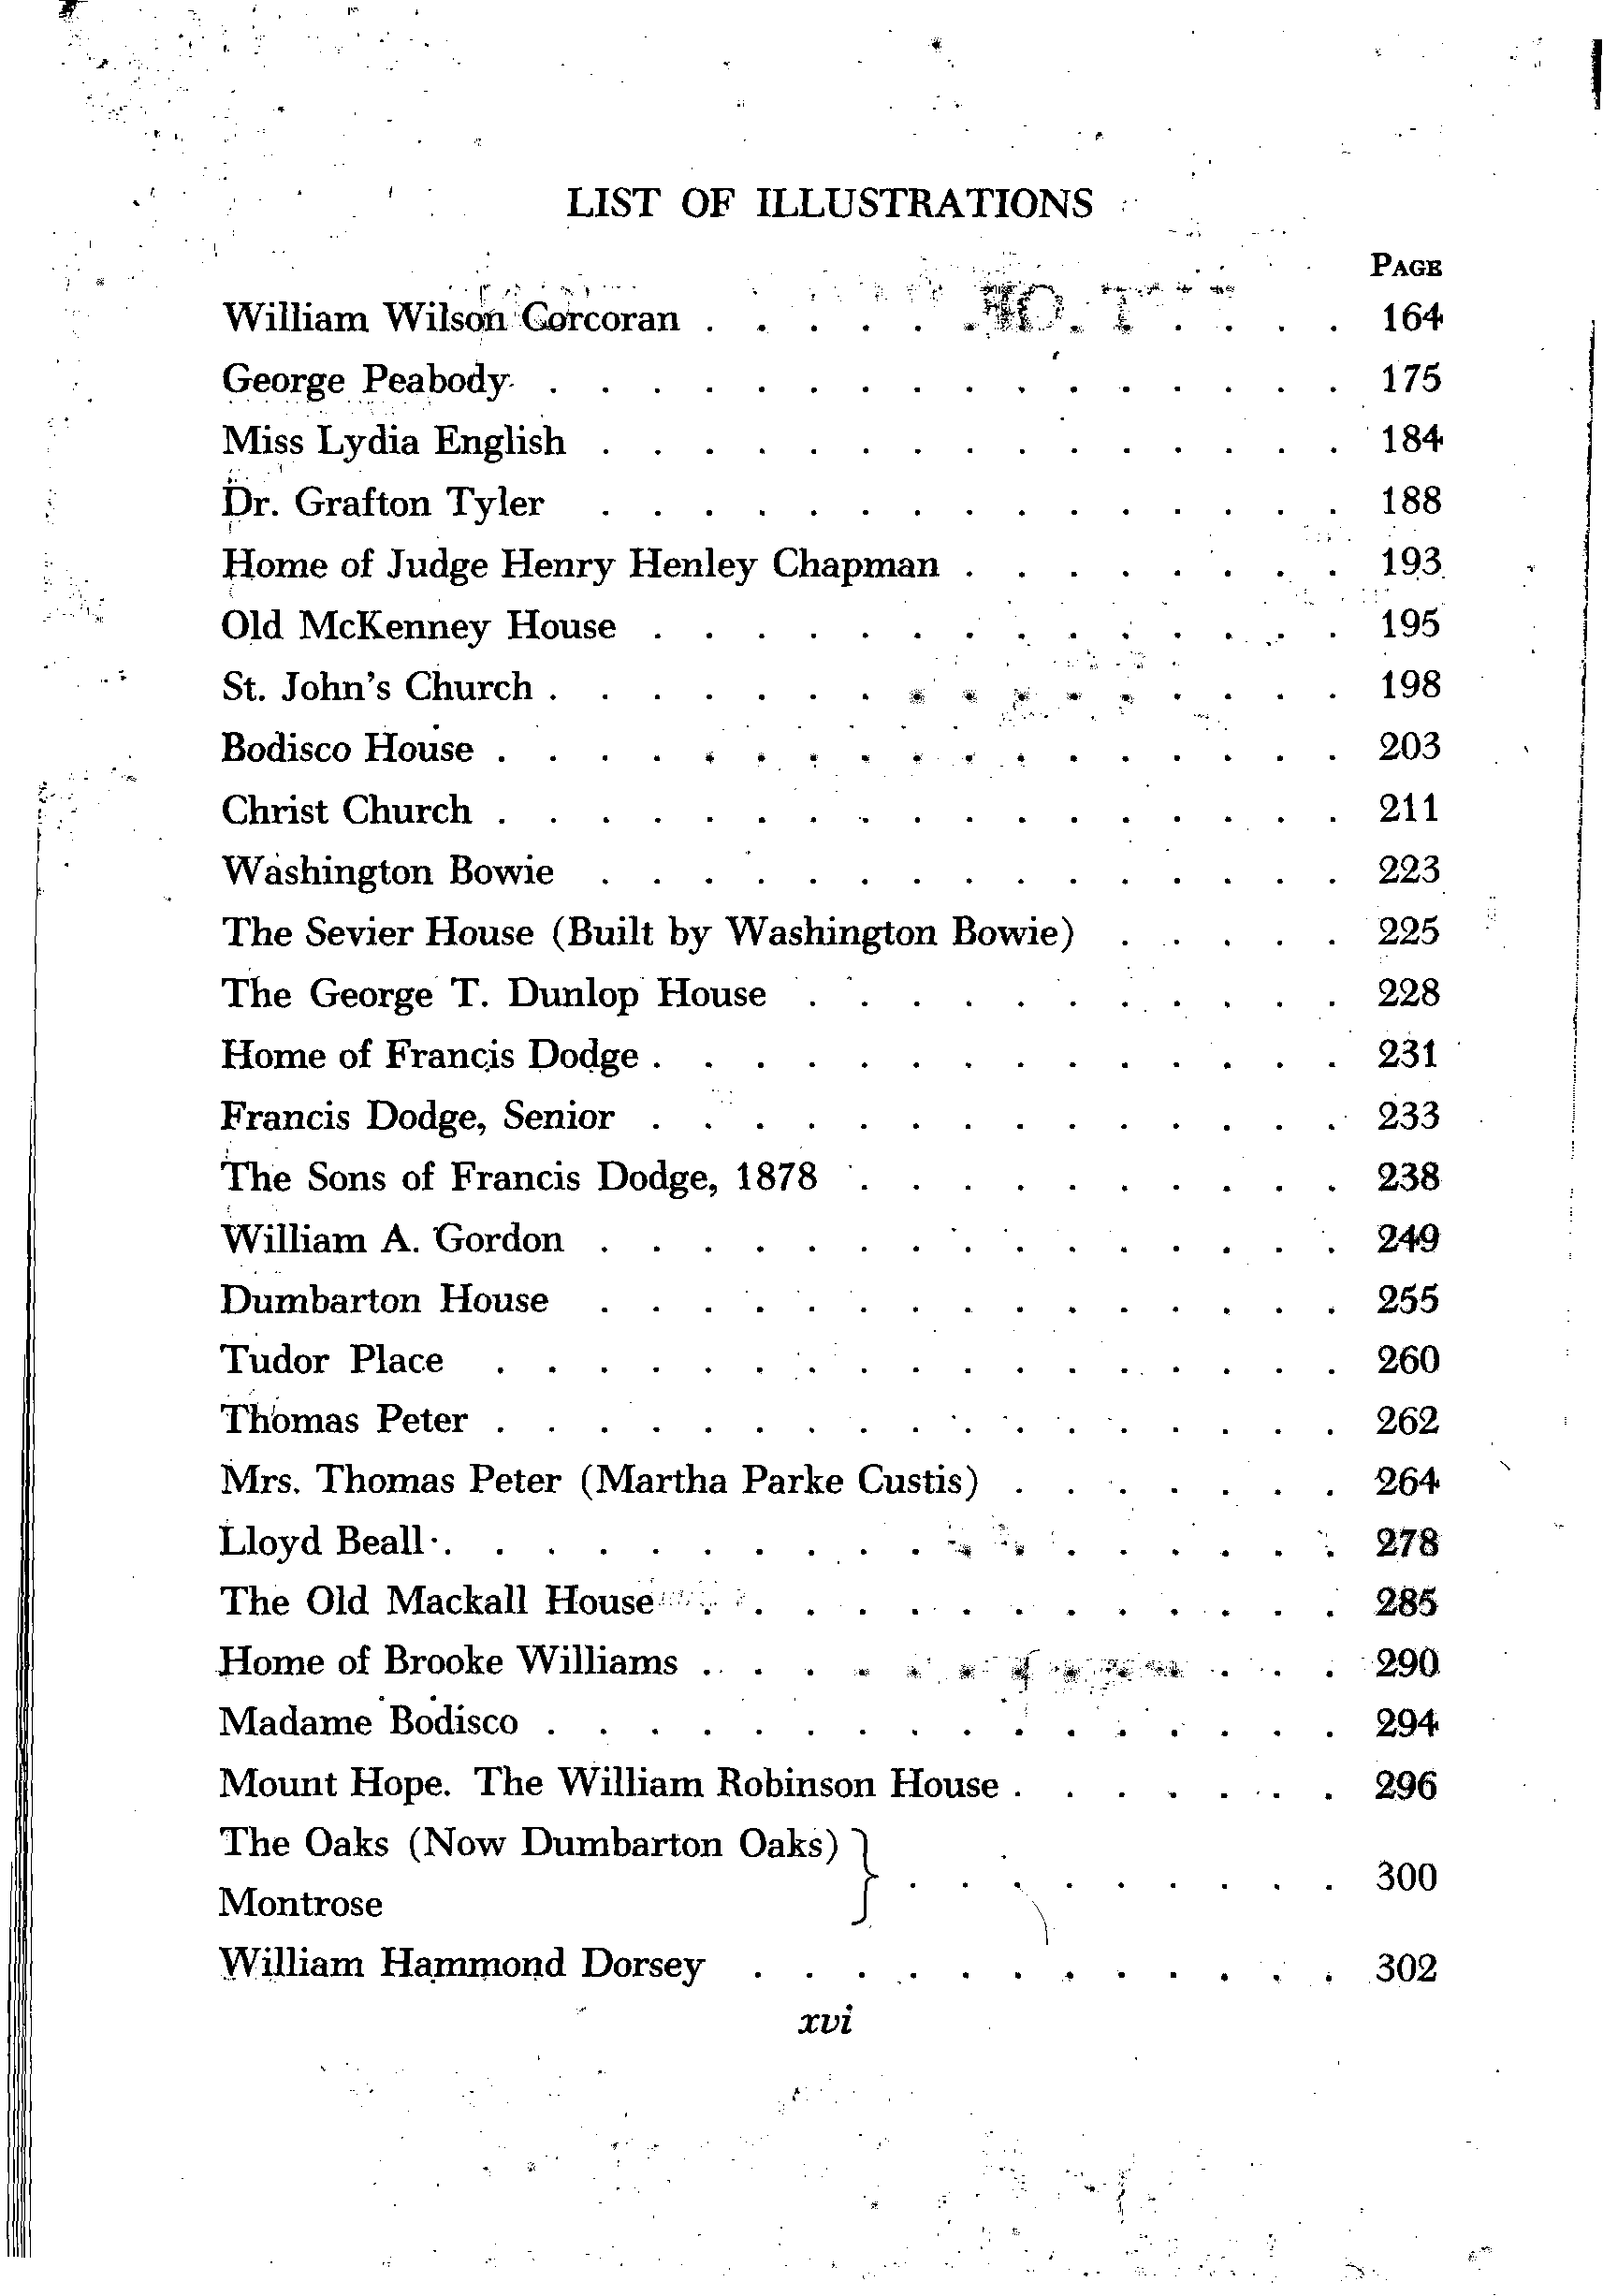 LIST OF ILLUSTRATIONS
PAGE
William Wilson Corcoran . . . . . . . . . . . . . 164
George Peabody . . . . . . . . . . . . . . . . 175
Miss Lydia English . . . . . . . . . . . . . . . 184
Dr. Grafton Tyler . . . . . . . . . . . . . . . 188
Home of Judge Henry Henley Chapman . . . . . . . . 193
Old McKenney House . . . . . . . . . . . . . . 195
St. John's Church . . . . . . . . . . . . . . . . 198
Bodisco House . . . . . . . . . . . . . . . . . 203
Christ Church . . . . . . . . . . . . . . . . . 211
Washington Bowie . . . . . . . . . . . . . . . 223
The Sevier House (Built by Washington Bowie) . . . . . 225
The George T. Dunlop House . . . . . . . . . . . 228
Home of Francis Dodge . . . . . . . . . . . . . . 231
Francis Dodge, Senior . . . . . . . . . . . . . . 233
The Sons of Francis Dodge, 1878 . . . . . . . . . . 238
William A. Gordon . . . . . . . . . . . . . . . 249
Dumbarton House . . . . . . . . . . . . . . . 255
Tudor Place . . . . . . . . . . . . . . . . . 260
Thomas Peter . . . . . . . . . . . . . . . . . 262
Mrs. Thomas Peter (Martha Parke Custis) . . . . . . . 264
Lloyd Beall . . . . . . . . . . . . . . . . . . 278
The Old Mackall House . . . . . . . . . . . . . 285
Home of Brooke Williams . . . . . . . . . . . . . 290
Madame Bodisco . . . . . . . . . . . . . . . . 294
Mount Hope. The William Robinson House . . . . . . . 296
The Oaks (Now Dumbarton Oaks) } . . . . . . . . . 300
Montrose
William Hammond Dorsey . . . . . . . . . . . . 302
xvi